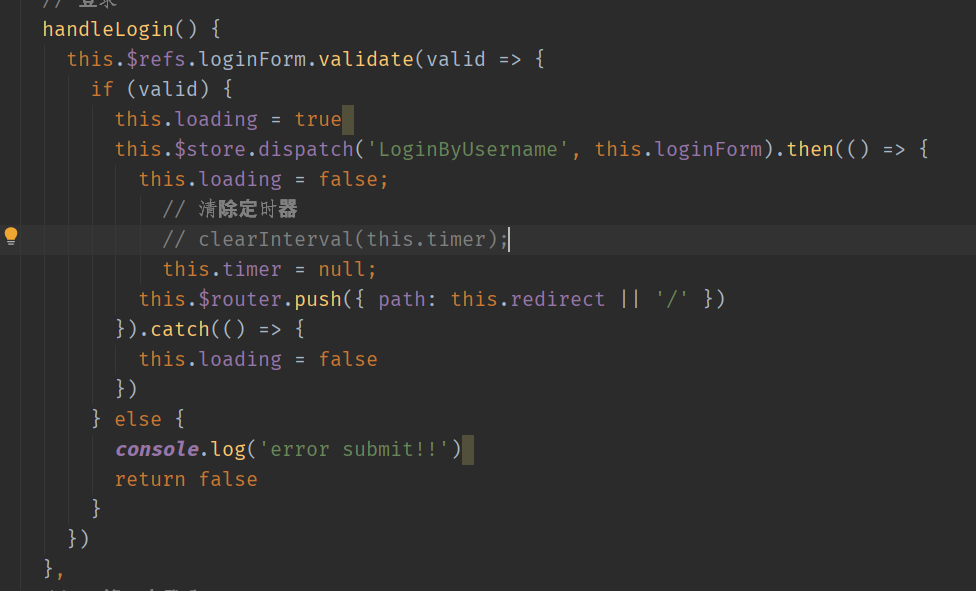 // 登录
handleLogin() {
this.$refs.loginForm.validate(valid => {
if (valid) {
this.loading = true
this.$store.dispatch('LoginByUsername', this.loginForm).then(() => {
this.loading = false;
// 清除定时器
// clearInterval(this.timer);
this.timer = null;
this.$router.push({ path: this.redirect || '/' })
}).catch(() => {
this.loading = false
})
} else {
console.log('error submit!!')
return false
}
})
},